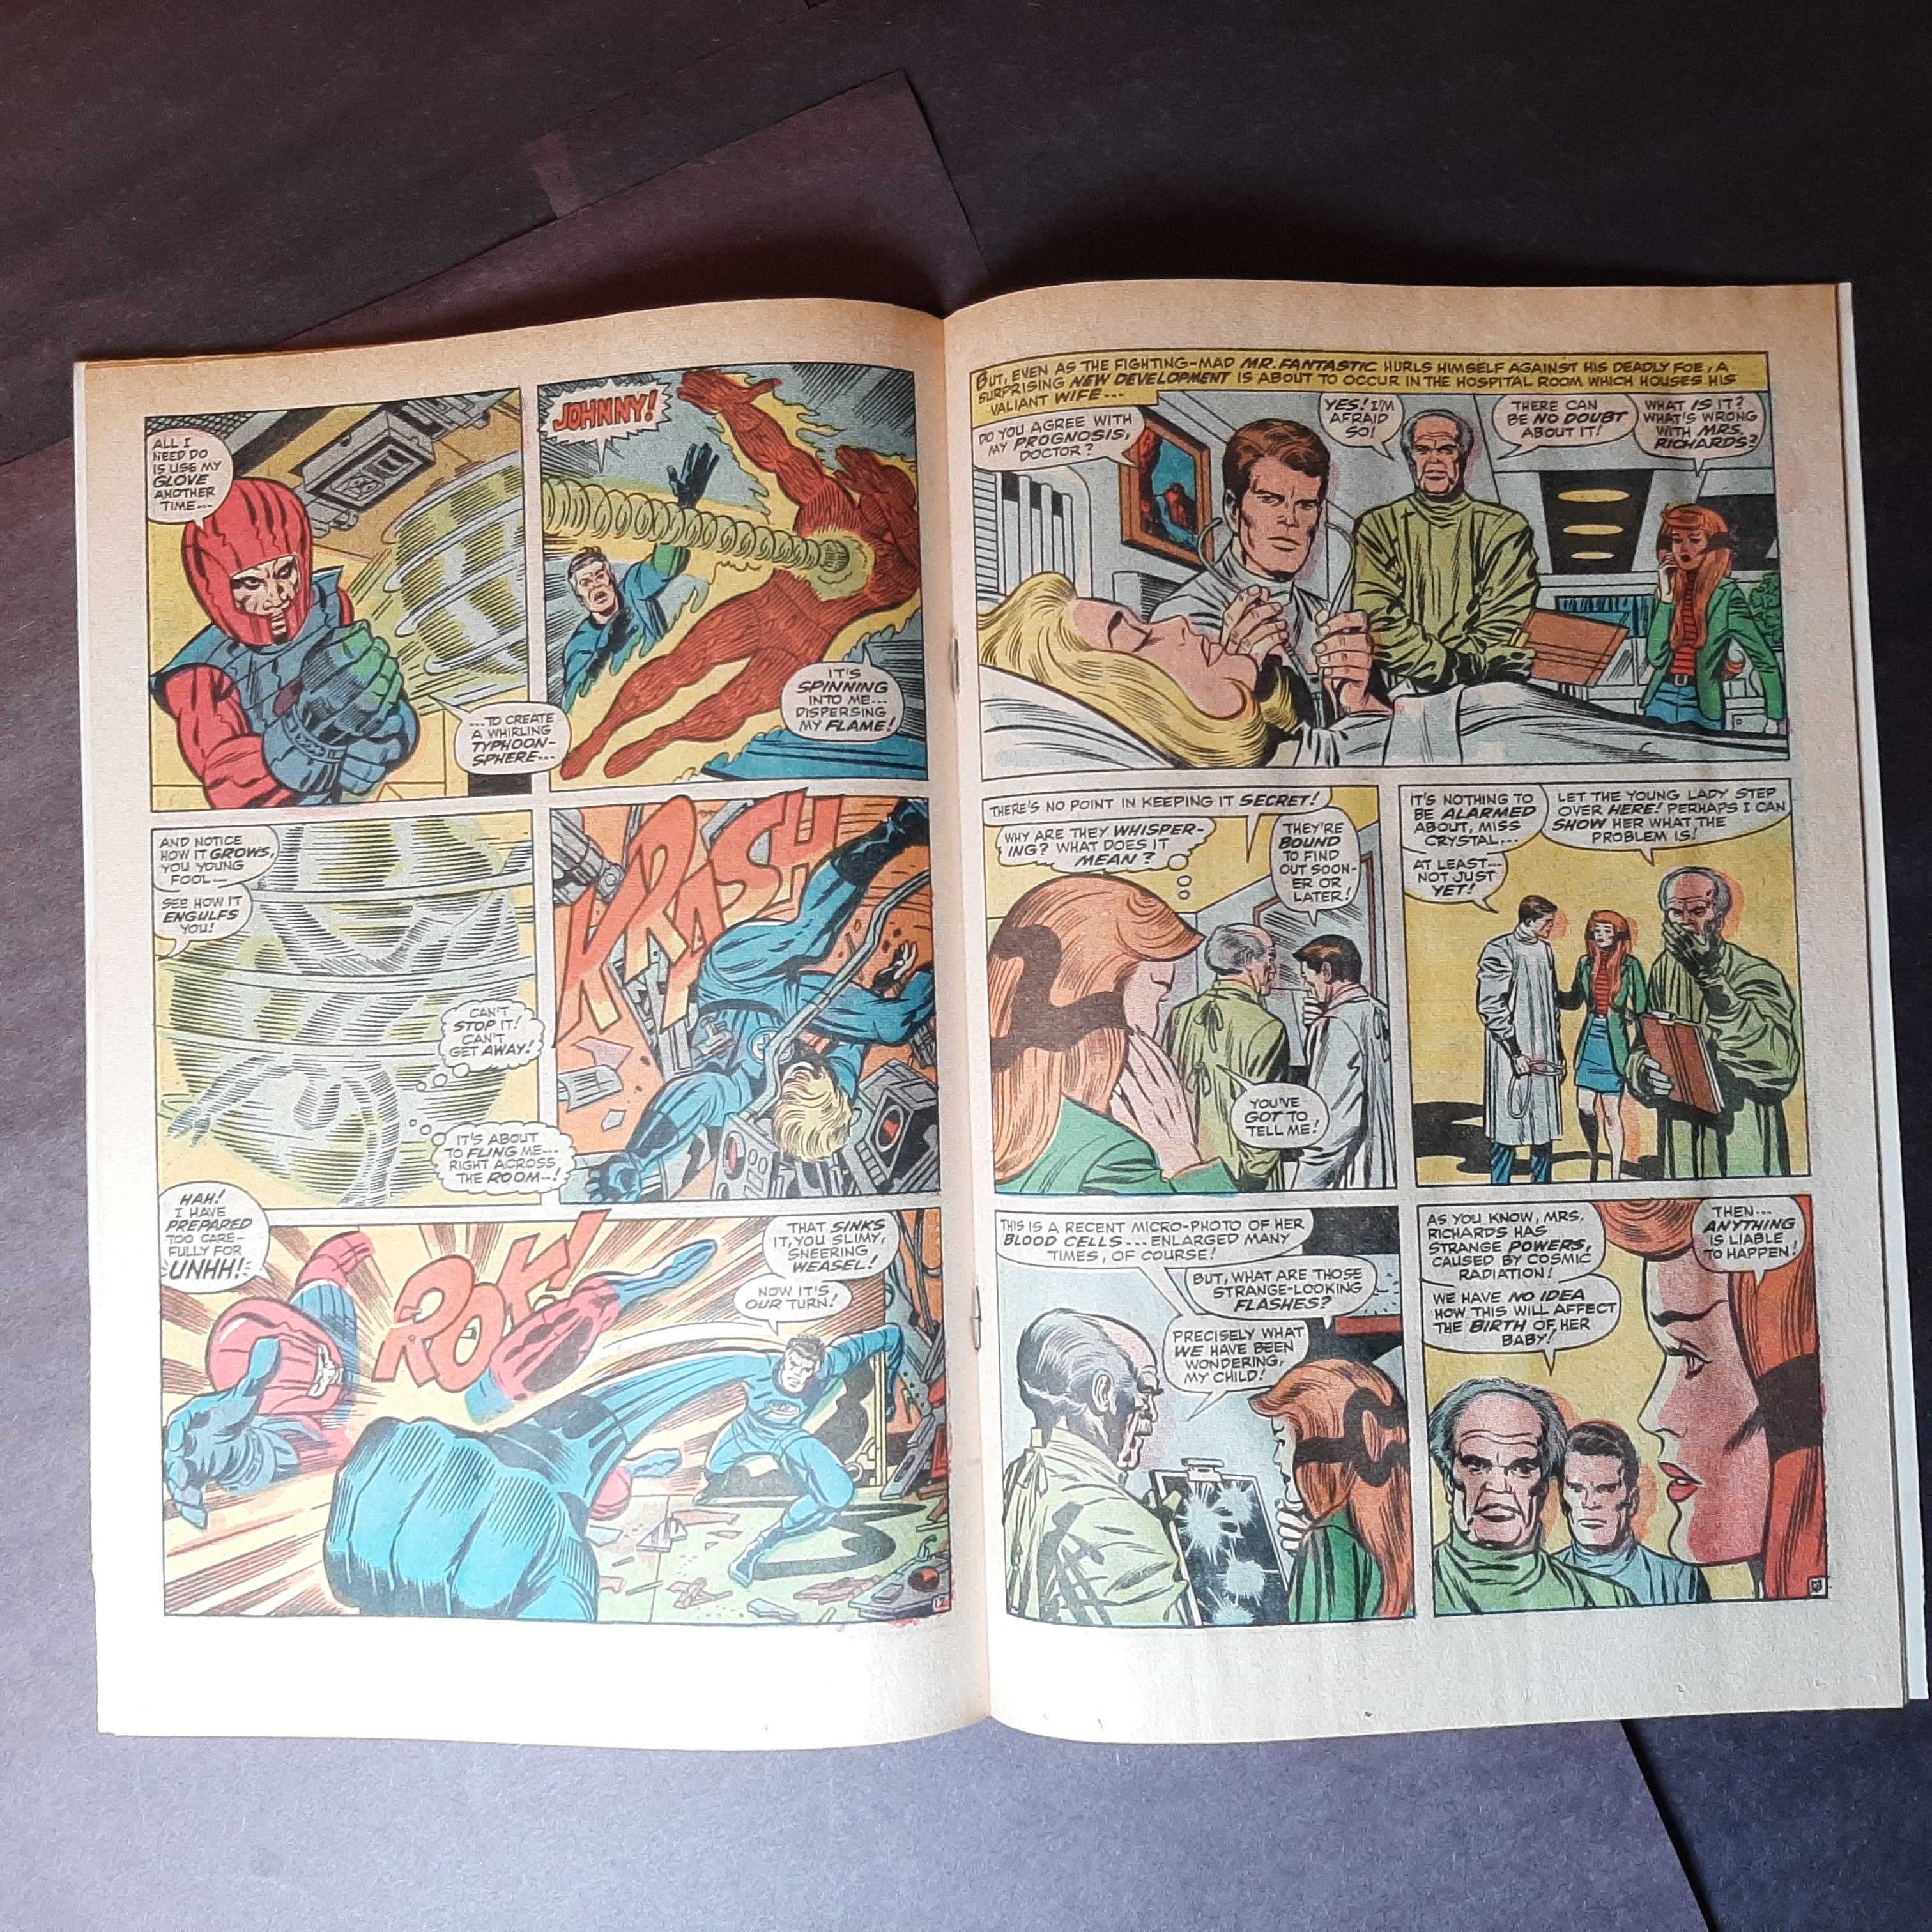 ALL I
NEED DO
IS USE MY
GLOVE
ANOTHER
TIME---
---TO CREATE
A WHIRLING
TYPHOON-
SPHERE---
JOHNNY!
IT'S
SPINNING
INTO ME---
DISPERSING
MY FLAME!
AND NOTICE
HOW IT GROWS,
YOU YOUNG
FOOL---
SEE HOW IT
ENGULFS
YOU!
CAN'T
STOP IT!
CAN'T
GET AWAY!
IT'S ABOUT
TO FLING ME---
RIGHT ACROSS
THE ROOM--!
KRASH
HAH!
I HAVE
PREPARED
TOO CARE-
FULLY FOR
UNHH!
ROK!
THAT SINKS
IT, YOU SLIMY,
SNEERING
WEASEL!
NOW IT'S
OUR TURN!
12
BUT, EVEN AS THE FIGHTING-MAD MR. FANTASTIC HURLS HIMSELF AGAINST HIS DEADLY FOE, A
SURPRISING NEW DEVELOPMENT IS ABOUT TO OCCUR IN THE HOSPITAL ROOM WHICH HOUSES HIS
VALIANT WIFE---
DO YOU AGREE WITH
MY PROGNOSIS,
DOCTOR?
YES! I'M
AFRAID
SO!
THERE CAN
BE NO DOUBT
ABOUT IT!
WHAT IS IT?
WHAT'S WRONG
WITH MRS.
RICHARDS?
THERE'S NO POINT IN KEEPING IT SECRET!
WHY ARE THEY WHISPER-
ING? WHAT DOES IT
MEAN?
THEY'RE
BOUND
TO FIND
OUT SOON-
ER OR
LATER!
YOU'VE
GOT TO
TELL ME!
IT'S NOTHING TO
BE ALARMED
ABOUT, MISS
CRYSTAL---
AT LEAST---
NOT JUST
YET!
LET THE YOUNG LADY STEP
OVER HERE! PERHAPS I CAN
SHOW HER WHAT THE
PROBLEM IS!
THIS IS A RECENT MICRO-PHOTO OF HER
BLOOD CELLS---ENLARGED MANY
TIMES, OF COURSE!
BUT, WHAT ARE THOSE
STRANGE-LOOKING
FLASHES?
PRECISELY WHAT
WE HAVE BEEN
WONDERING,
MY CHILD!
AS YOU KNOW, MRS.
RICHARDS HAS
STRANGE POWERS,
CAUSED BY COSMIC
RADIATION!
WE HAVE NO IDEA
HOW THIS WILL AFFECT
THE BIRTH OF HER
BABY!
THEN---
ANYTHING
IS LIABLE
TO HAPPEN!